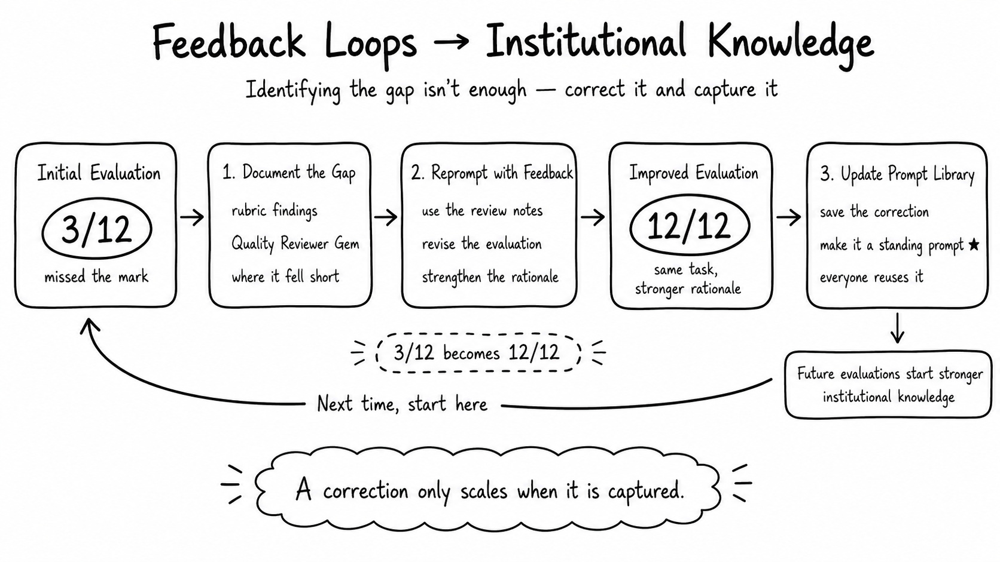 Feedback Loops → Institutional Knowledge
Identifying the gap isn't enough — correct it and capture it
Initial Evaluation
3/12
missed the mark
1. Document the Gap
rubric findings
Quality Reviewer Gem
where it fell short
2. Reprompt with Feedback
use the review notes
revise the evaluation
strengthen the rationale
Improved Evaluation
12/12
same task,
stronger rationale
3. Update Prompt Library
save the correction
make it a standing prompt ★
everyone reuses it
3/12 becomes 12/12
Future evaluations start stronger
institutional knowledge
Next time, start here
A correction only scales when it is captured.